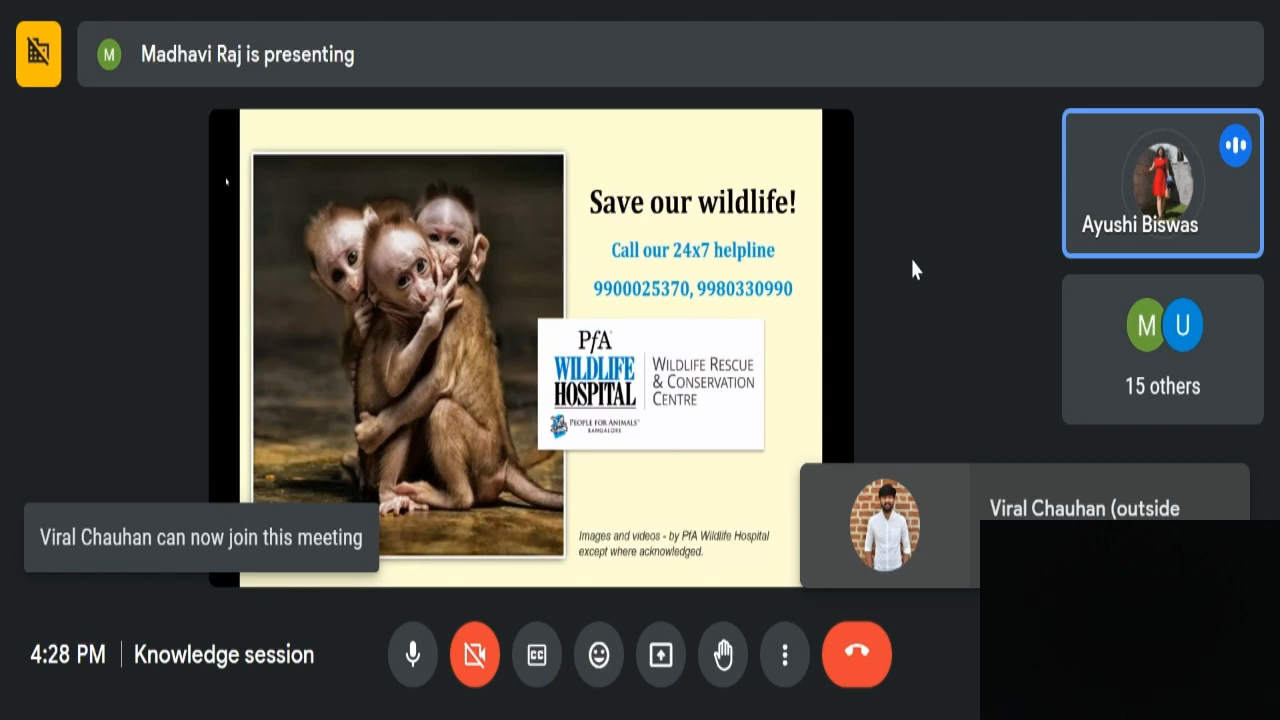 M
Madhavi Raj is presenting
Save our wildlife!
Call our 24x7 helpline
9900025370, 9980330990
PfA
WILDLIFE
HOSPITAL
PEOPLE FOR ANIMALS™
BANGALORE
WILDLIFE RESCUE
& CONSERVATION
CENTRE
Images and videos - by PfA Wildlife Hospital
except where acknowledged.
Ayushi Biswas
M U
15 others
Viral Chauhan (outside
Viral Chauhan can now join this meeting
4:28 PM | Knowledge session
CC